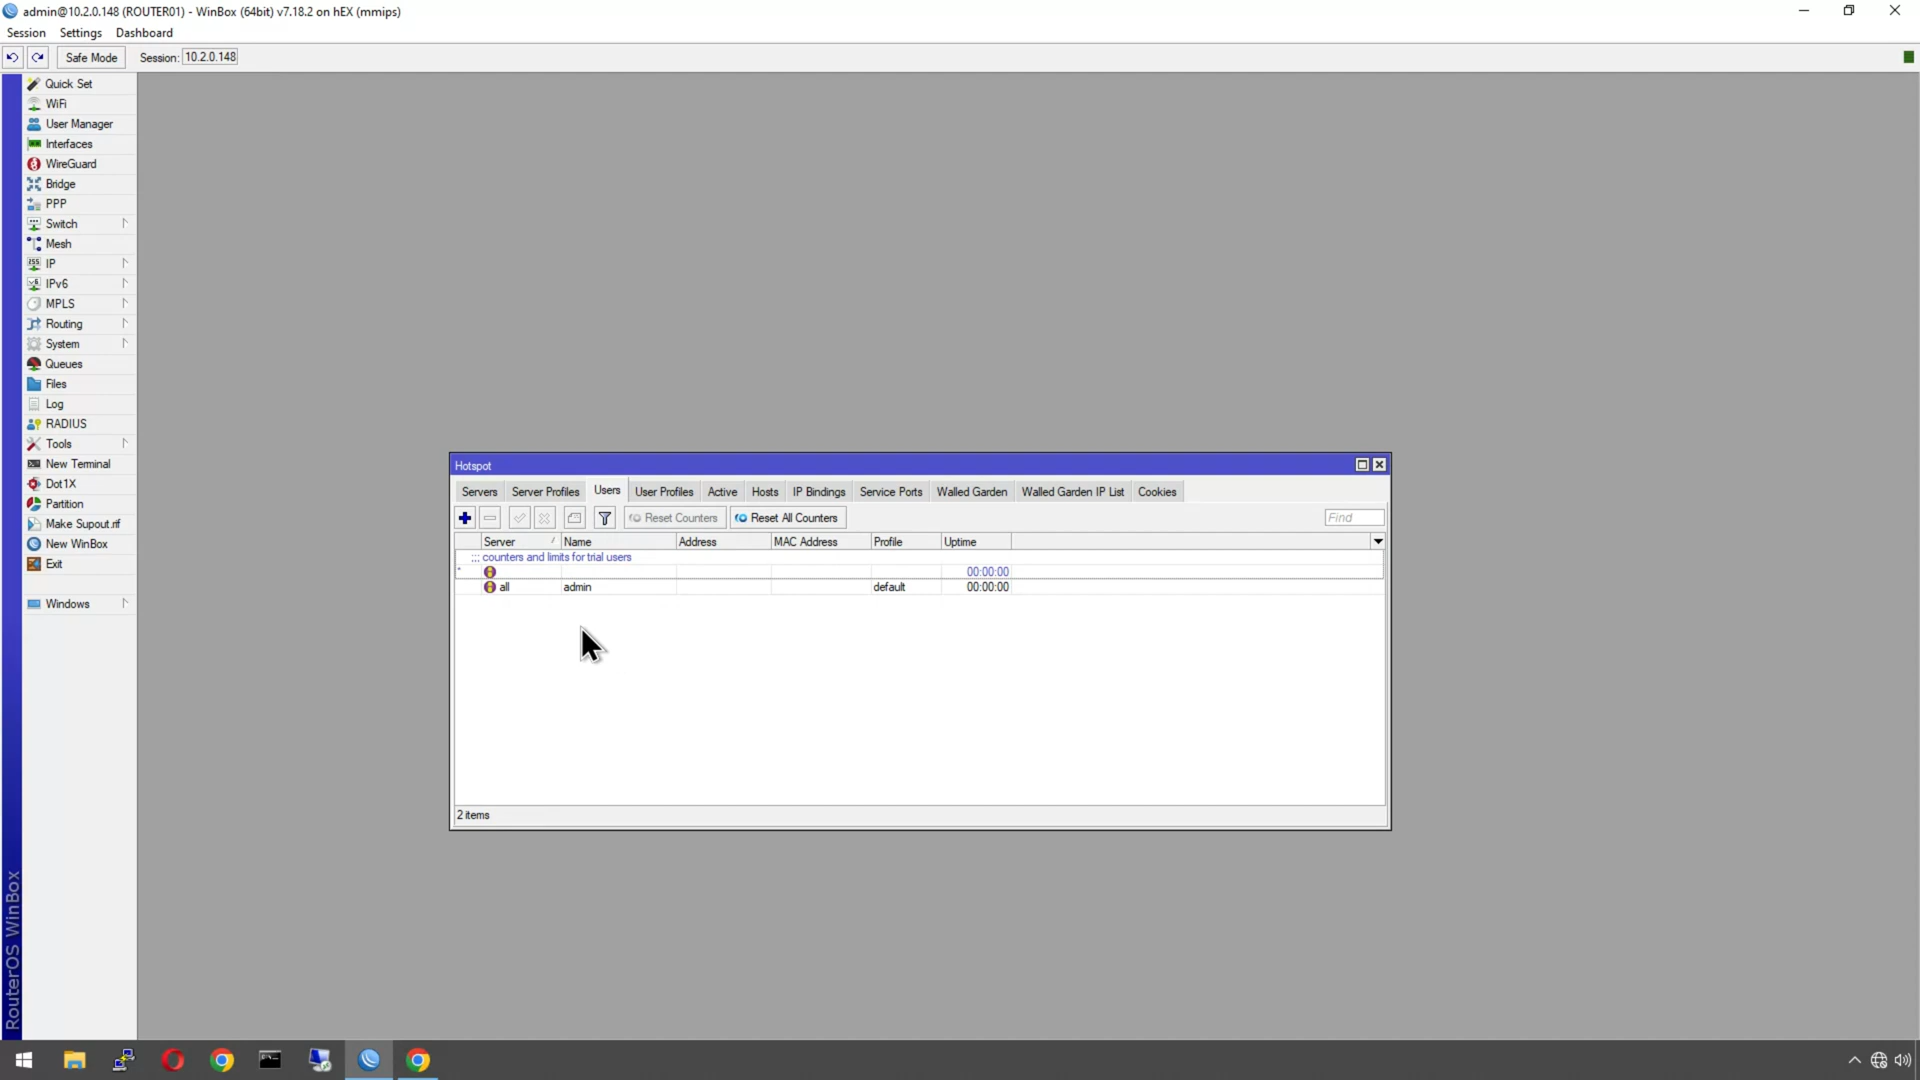 admin@10.2.0.148 (ROUTER01) - WinBox (64bit) v7.18.2 on hEX (mmips)
Session Settings Dashboard
Safe Mode Session: 10.2.0.148
Quick Set
WiFi
User Manager
Interfaces
WireGuard
Bridge
PPP
Switch
Mesh
IP
IPv6
MPLS
Routing
System
Queues
Files
Log
RADIUS
Tools
New Terminal
Dot1X
Partition
Make Supout.rif
New WinBox
Exit
Windows
RouterOS WinBox
Hotspot
Servers Server Profiles Users User Profiles Active Hosts IP Bindings Service Ports Walled Garden Walled Garden IP List Cookies
Reset Counters Reset All Counters Find
Server Name Address MAC Address Profile Uptime
;;; counters and limits for trial users
* 00:00:00
all admin default 00:00:00
2 items